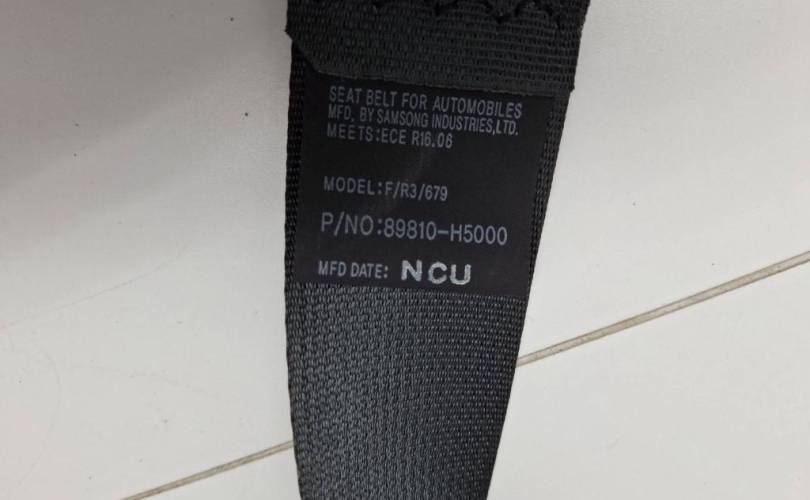 SEAT BELT FOR AUTOMOBILES
MFD. BY SAMSONG INDUSTRIES,LTD.
MEETS:ECE R16.06
MODEL:F/R3/679
P/NO:89810-H5000
MFD DATE: NCU